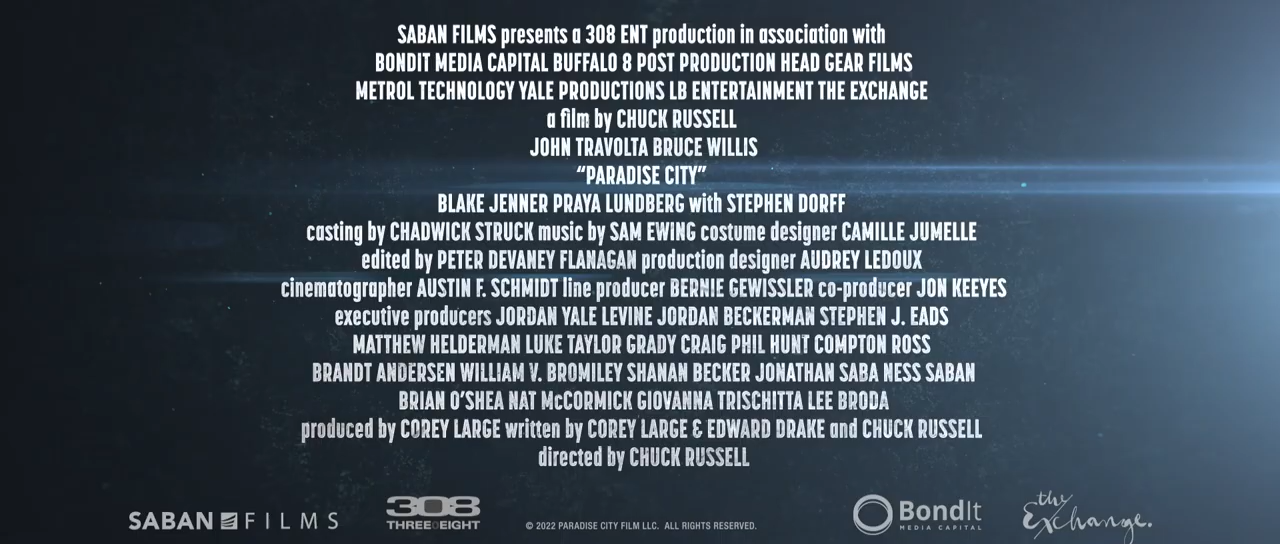 SABAN FILMS presents a 308 ENT production in association with
BONDIT MEDIA CAPITAL BUFFALO 8 POST PRODUCTION HEAD GEAR FILMS
METROL TECHNOLOGY YALE PRODUCTIONS LB ENTERTAINMENT THE EXCHANGE
a film by CHUCK RUSSELL
JOHN TRAVOLTA BRUCE WILLIS
“PARADISE CITY”
BLAKE JENNER PRAYA LUNDBERG with STEPHEN DORFF
casting by CHADWICK STRUCK music by SAM EWING costume designer CAMILLE JUMELLE
edited by PETER DEVANEY FLANAGAN production designer AUDREY LEDOUX
cinematographer AUSTIN F. SCHMIDT line producer BERNIE GEWISSLER co-producer JON KEEYES
executive producers JORDAN YALE LEVINE JORDAN BECKERMAN STEPHEN J. EADS
MATTHEW HELDERMAN LUKE TAYLOR GRADY CRAIG PHIL HUNT COMPTON ROSS
BRANDT ANDERSEN WILLIAM V. BROMILEY SHANAN BECKER JONATHAN SABA NESS SABAN
BRIAN O'SHEA NAT McCORMICK GIOVANNA TRISCHITTA LEE BRODA
produced by COREY LARGE written by COREY LARGE & EDWARD DRAKE and CHUCK RUSSELL
directed by CHUCK RUSSELL
SABAN FILMS
308
THREE0EIGHT
© 2022 PARADISE CITY FILM LLC. ALL RIGHTS RESERVED.
BondIt
MEDIA CAPITAL
the
Exchange.